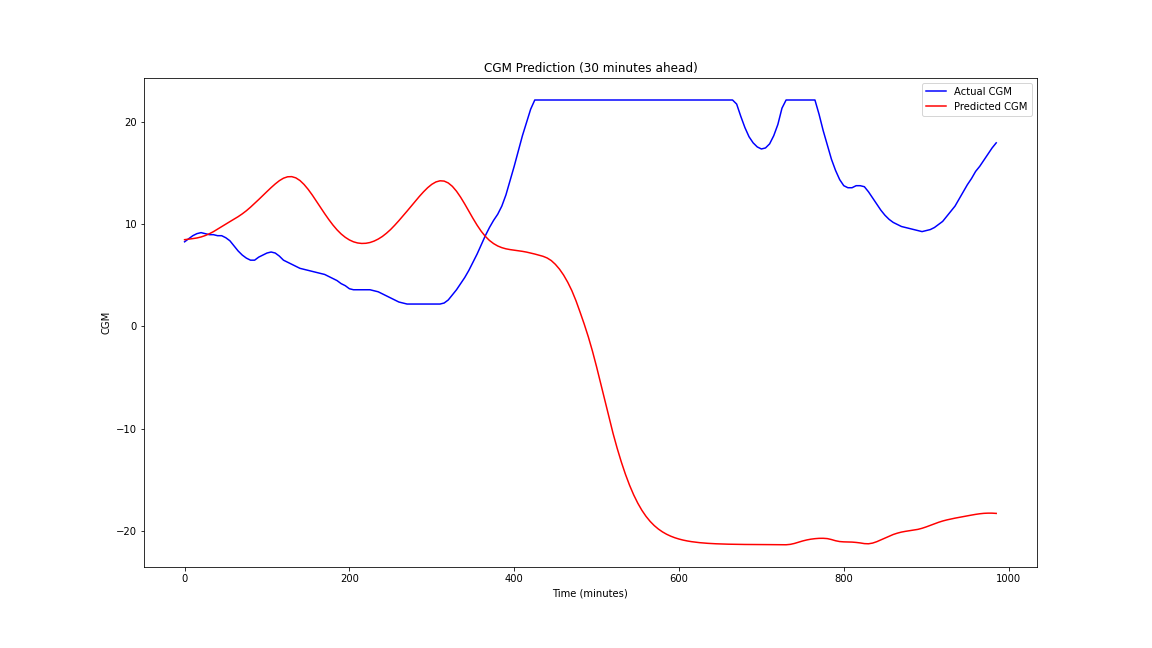 CGM Prediction (30 minutes ahead)
Actual CGM
Predicted CGM
20
10
0
−10
−20
CGM
0 200 400 600 800 1000
Time (minutes)